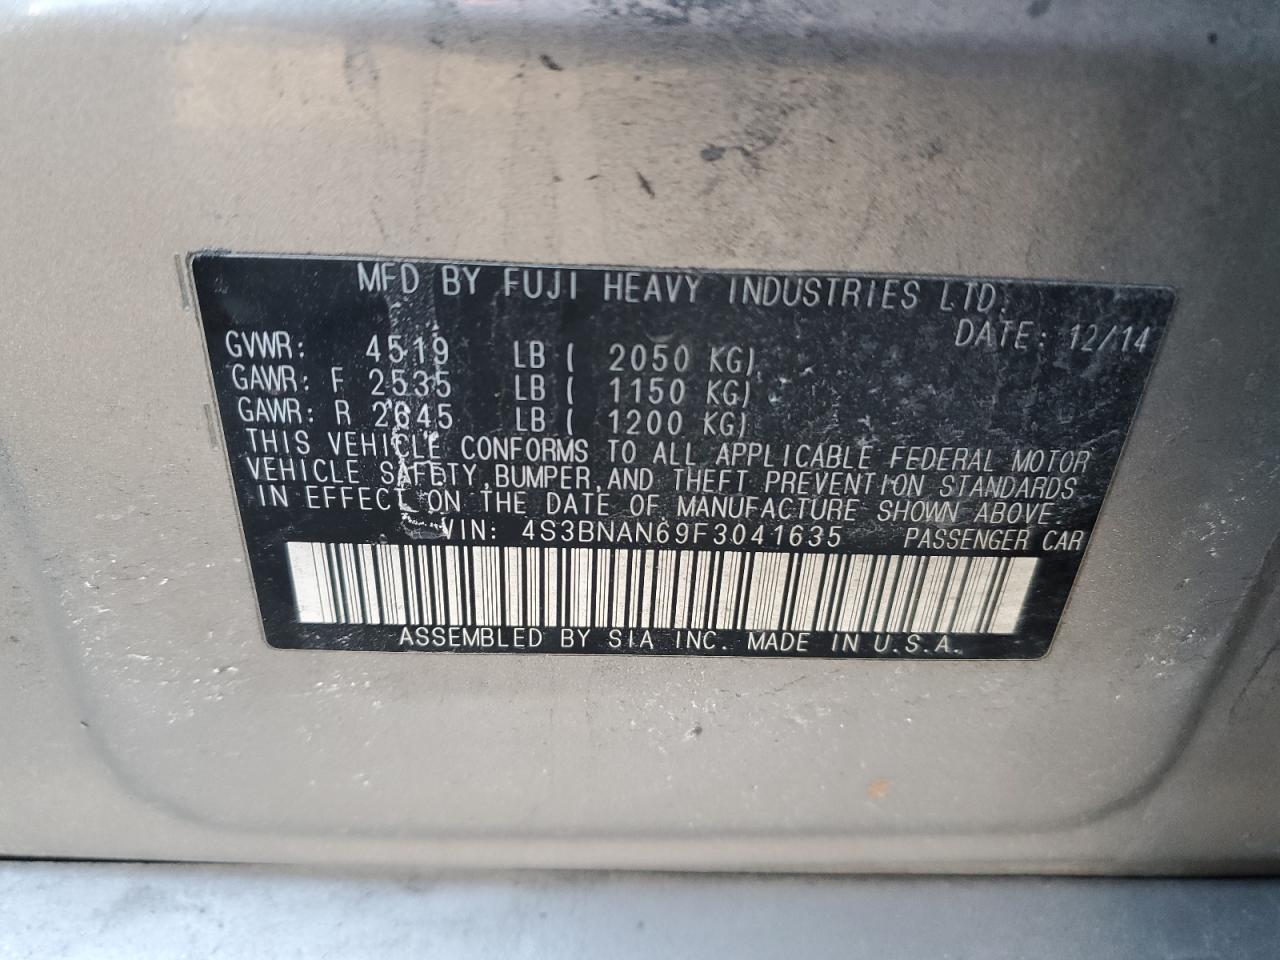 MFD BY FUJI HEAVY INDUSTRIES LTD.
DATE: 12/14
GVWR: 4519 LB ( 2050 KG)
GAWR: F 2535 LB ( 1150 KG)
GAWR: R 2645 LB ( 1200 KG)
THIS VEHICLE CONFORMS TO ALL APPLICABLE FEDERAL MOTOR
VEHICLE SAFETY, BUMPER, AND THEFT PREVENTION STANDARDS
IN EFFECT ON THE DATE OF MANUFACTURE SHOWN ABOVE.
VIN: 4S3BNAN69F3041635 PASSENGER CAR
ASSEMBLED BY SIA INC. MADE IN U.S.A.